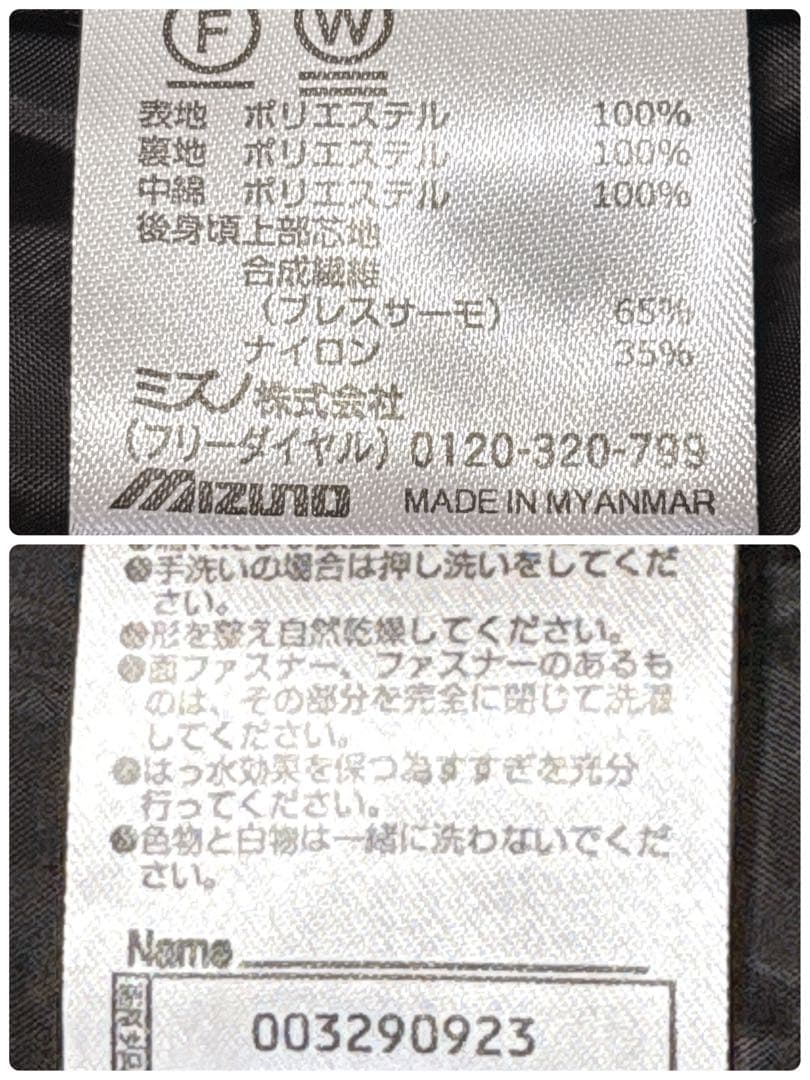 F W
表地 ポリエステル 100%
裏地 ポリエステル 100%
中綿 ポリエステル 100%
後身頃上部芯地
合成繊維
(ブレスサーモ) 65%
ナイロン 35%
ミズノ株式会社
(フリーダイヤル) 0120-320-799
MIZUNO MADE IN MYANMAR
手洗いの場合は押し洗いをしてくだ
さい。
形を整え自然乾燥してください。
面ファスナー、ファスナーのあるも
のは、その部分を完全に閉じて洗濯
してください。
はっ水効果を保つ為すすぎを充分
行ってください。
色物と白物は一緒に洗わないでくだ
さい。
Name
003290923